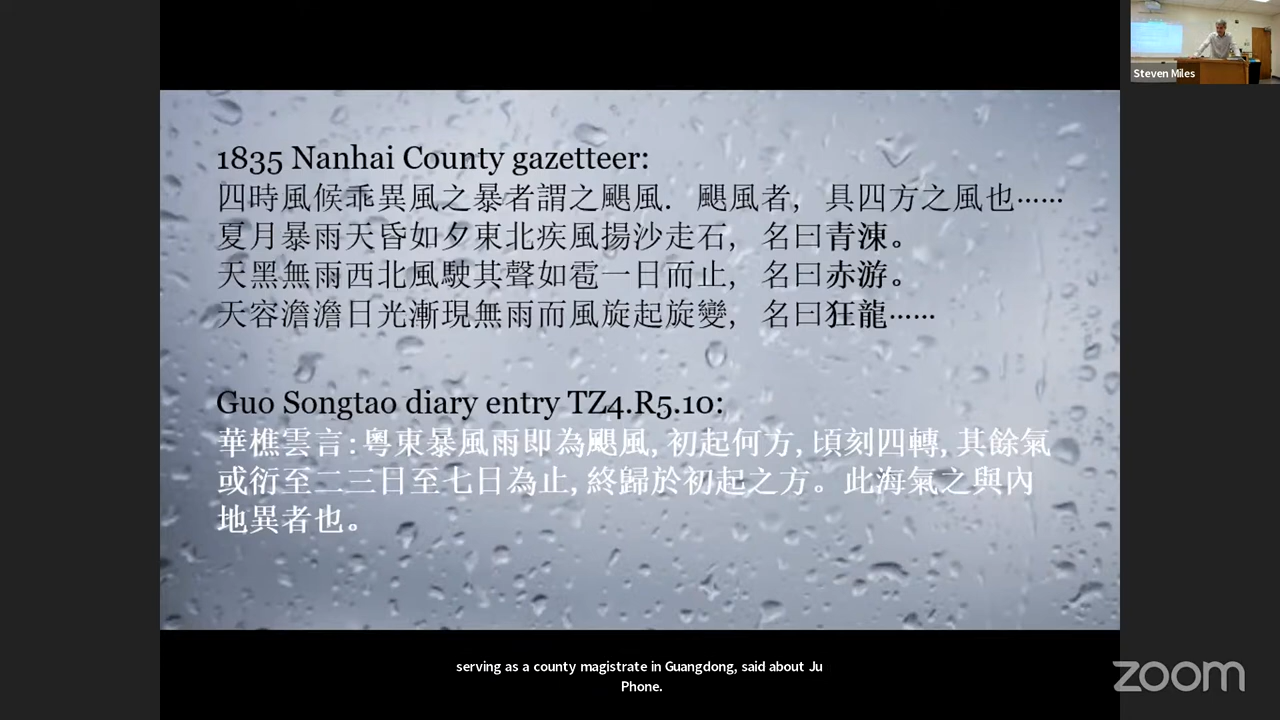 1835 Nanhai County gazetteer:
四時風候乖異風之暴者謂之颶風．颶風者，具四方之風也……
夏月暴雨天昏如夕東北疾風揚沙走石，名曰青涷。
天黑無雨西北風駛其聲如雹一日而止，名曰赤游。
天容澹澹日光漸現無雨而風旋起旋變，名曰狂龍……
Guo Songtao diary entry TZ4.R5.10:
華樵雲言:粵東暴風雨即為颶風,初起何方,頃刻四轉,其餘氣
或衍至二三日至七日為止,終歸於初起之方。此海氣之與內
地異者也。
Steven Miles
serving as a county magistrate in Guangdong, said about Ju
Phone.
zoom